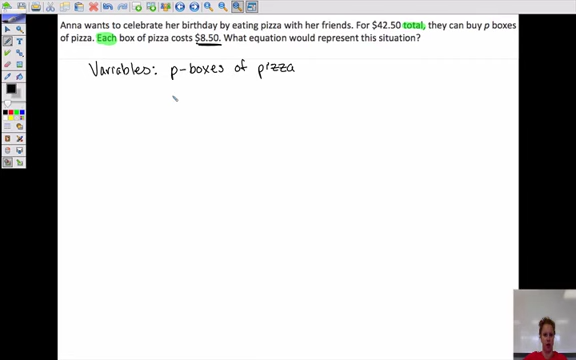 Anna wants to celebrate her birthday by eating pizza with her friends. For $42.50 total, they can buy p boxes
of pizza. Each box of pizza costs $8.50. What equation would represent this situation?
Variables: p-boxes of pizza